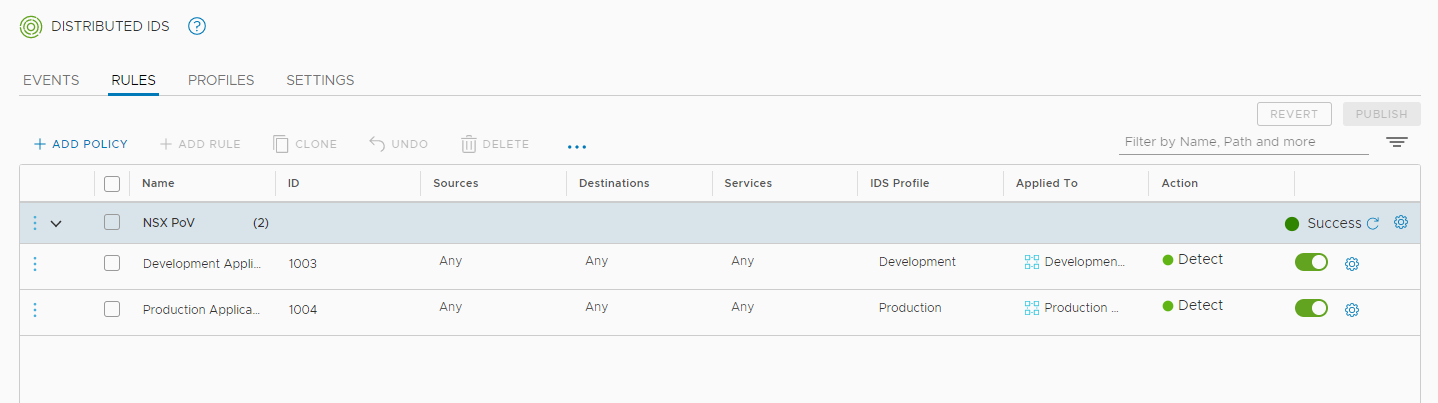 DISTRIBUTED IDS ?
EVENTS RULES PROFILES SETTINGS
REVERT PUBLISH
+ ADD POLICY + ADD RULE CLONE UNDO DELETE ... Filter by Name, Path and more
Name ID Sources Destinations Services IDS Profile Applied To Action
NSX PoV (2) Success
Development Appli... 1003 Any Any Any Development Developmen... Detect
Production Applica... 1004 Any Any Any Production Production ... Detect